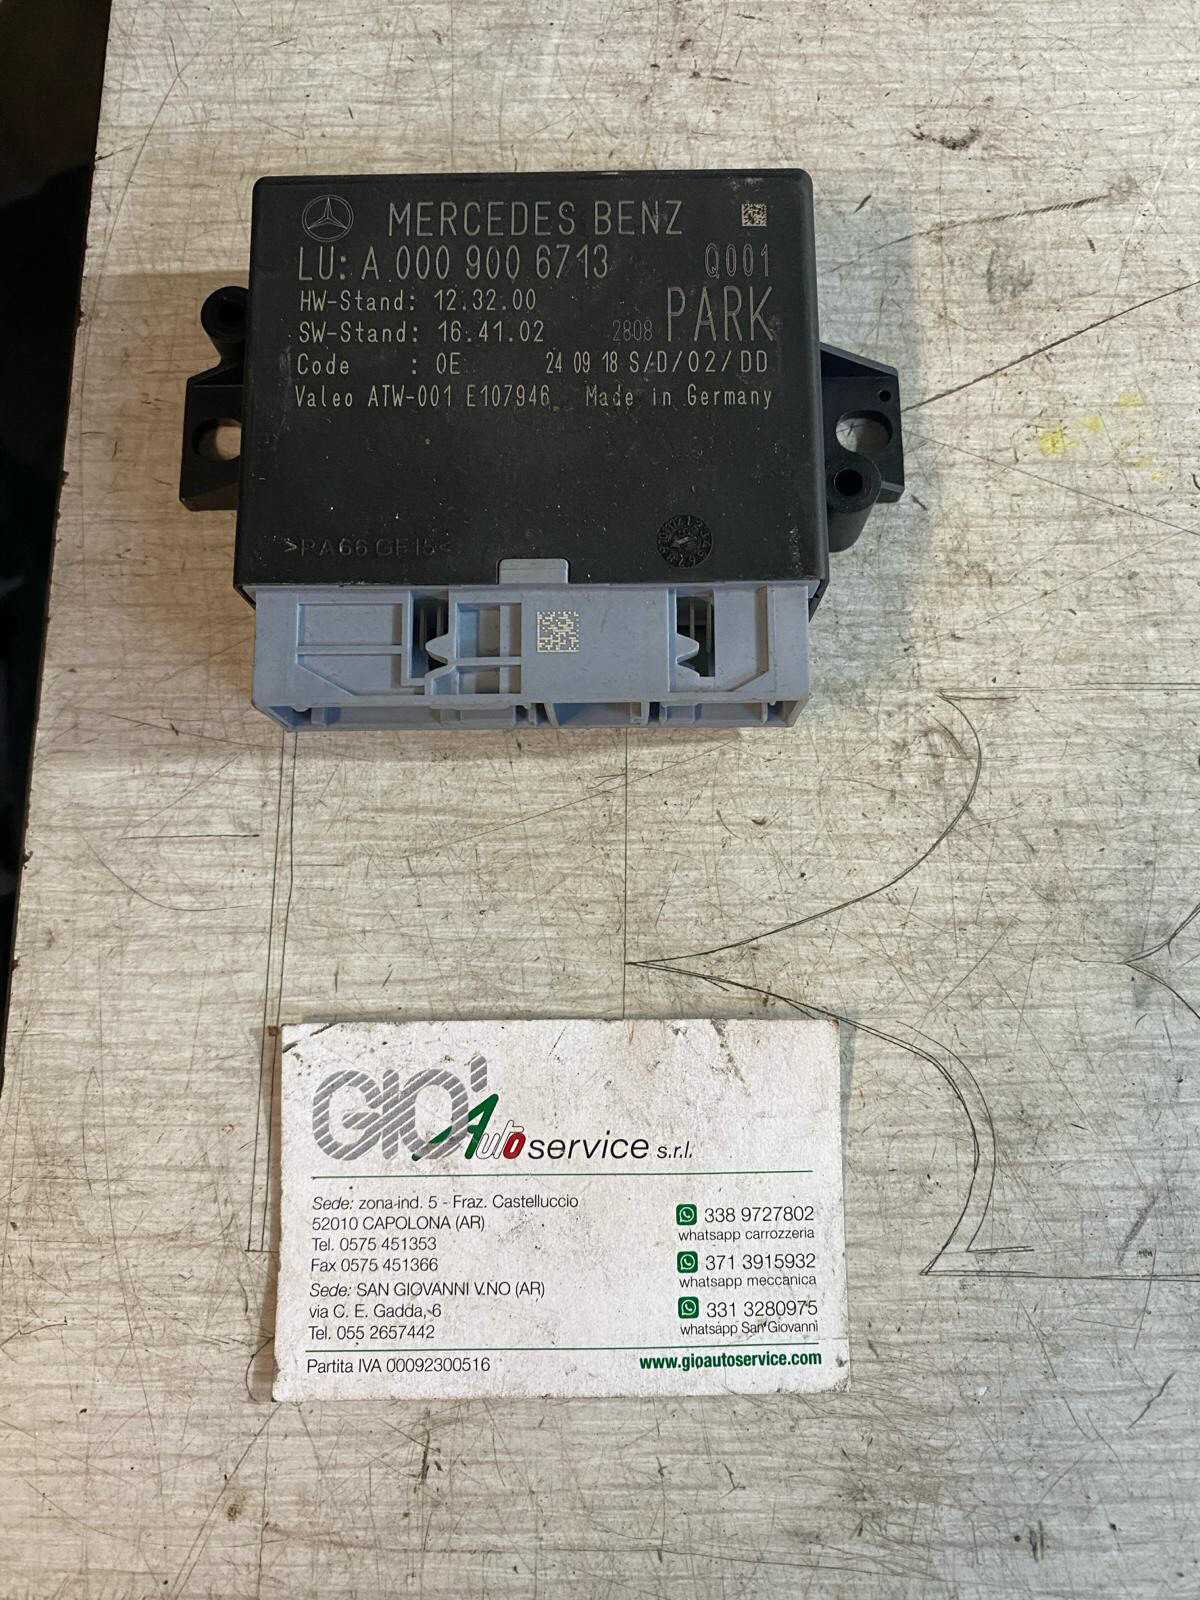 MERCEDES BENZ
LU: A 000 900 6713 Q001
HW-Stand: 12.32.00
SW-Stand: 16.41.02 2808 PARK
Code : 0E 24 09 18 S/D/02/DD
Valeo ATW-001 E107946 Made in Germany
>PA66 GF15<
GIO' Autoservice s.r.l.
Sede: zona-ind. 5 - Fraz. Castelluccio
52010 CAPOLONA (AR)
Tel. 0575 451353
Fax 0575 451366
Sede: SAN GIOVANNI V.NO (AR)
via C. E. Gadda, 6
Tel. 055 2657442
338 9727802
whatsapp carrozzeria
371 3915932
whatsapp meccanica
331 3280975
whatsapp San Giovanni
Partita IVA 00092300516
www.gioautoservice.com